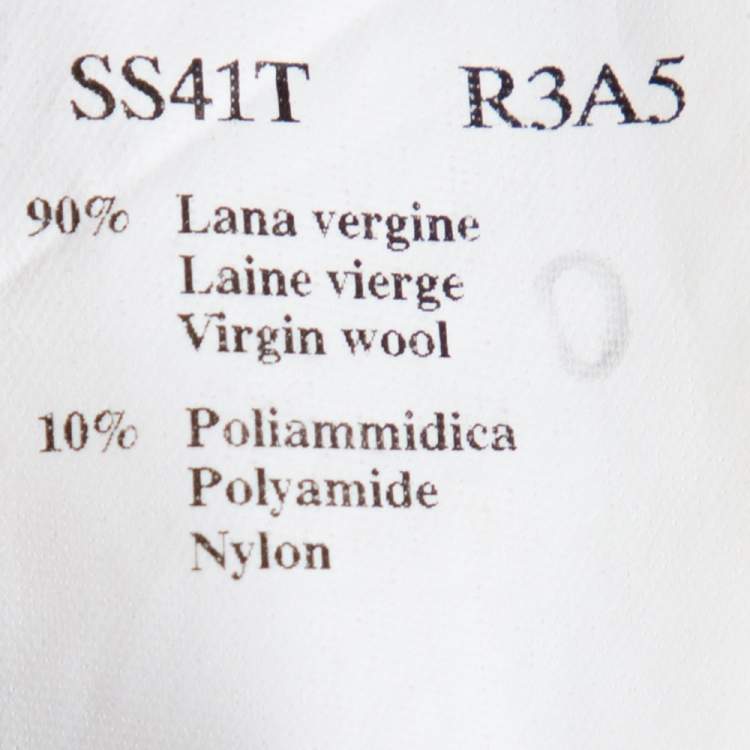 SS41T R3A5
90% Lana vergine
Laine vierge
Virgin wool
10% Poliammidica
Polyamide
Nylon